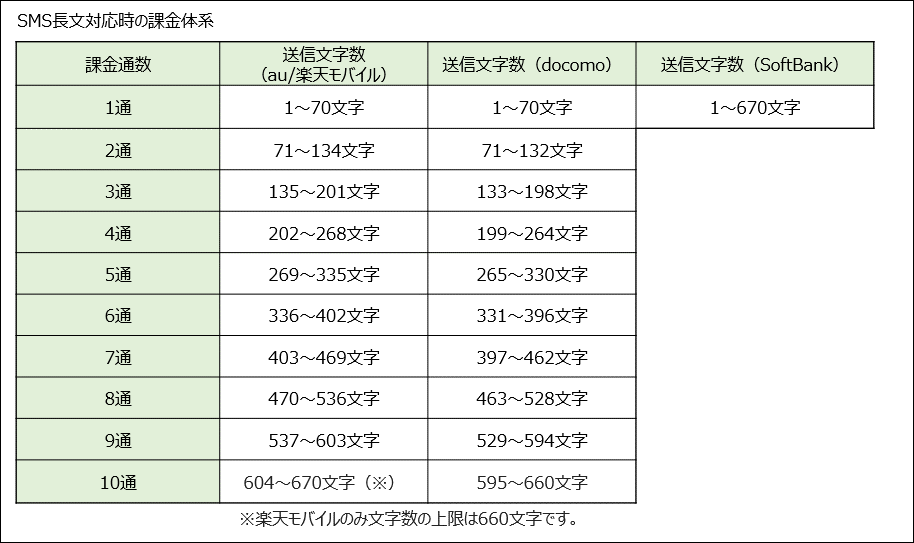 SMS長文対応時の課金体系
課金通数 送信文字数（au/楽天モバイル） 送信文字数（docomo） 送信文字数（SoftBank）
1通 1～70文字 1～70文字 1～670文字
2通 71～134文字 71～132文字
3通 135～201文字 133～198文字
4通 202～268文字 199～264文字
5通 269～335文字 265～330文字
6通 336～402文字 331～396文字
7通 403～469文字 397～462文字
8通 470～536文字 463～528文字
9通 537～603文字 529～594文字
10通 604～670文字（※） 595～660文字
※楽天モバイルのみ文字数の上限は660文字です。